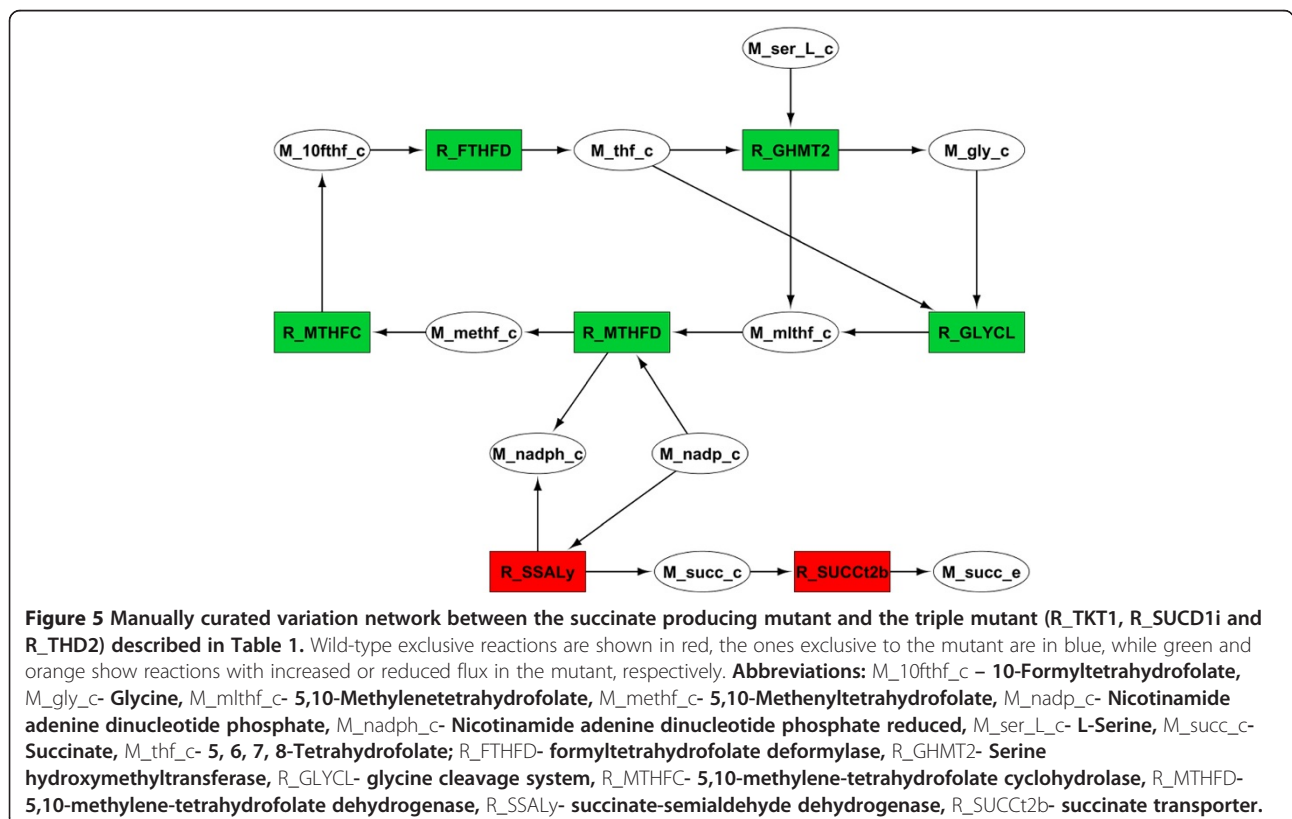 M_ser_L_c
M_10fthf_c
R_FTHFD
M_thf_c
R_GHMT2
M_gly_c
R_MTHFC
M_methf_c
R_MTHFD
M_mlthf_c
R_GLYCL
M_nadph_c
M_nadp_c
R_SSALy
M_succ_c
R_SUCCt2b
M_succ_e
Figure 5 Manually curated variation network between the succinate producing mutant and the triple mutant (R_TKT1, R_SUCD1i and
R_THD2) described in Table 1. Wild-type exclusive reactions are shown in red, the ones exclusive to the mutant are in blue, while green and
orange show reactions with increased or reduced flux in the mutant, respectively. Abbreviations: M_10fthf_c – 10-Formyltetrahydrofolate,
M_gly_c- Glycine, M_mlthf_c- 5,10-Methylenetetrahydrofolate, M_methf_c- 5,10-Methenyltetrahydrofolate, M_nadp_c- Nicotinamide
adenine dinucleotide phosphate, M_nadph_c- Nicotinamide adenine dinucleotide phosphate reduced, M_ser_L_c- L-Serine, M_succ_c-
Succinate, M_thf_c- 5, 6, 7, 8-Tetrahydrofolate; R_FTHFD- formyltetrahydrofolate deformylase, R_GHMT2- Serine
hydroxymethyltransferase, R_GLYCL- glycine cleavage system, R_MTHFC- 5,10-methylene-tetrahydrofolate cyclohydrolase, R_MTHFD-
5,10-methylene-tetrahydrofolate dehydrogenase, R_SSALy- succinate-semialdehyde dehydrogenase, R_SUCCt2b- succinate transporter.